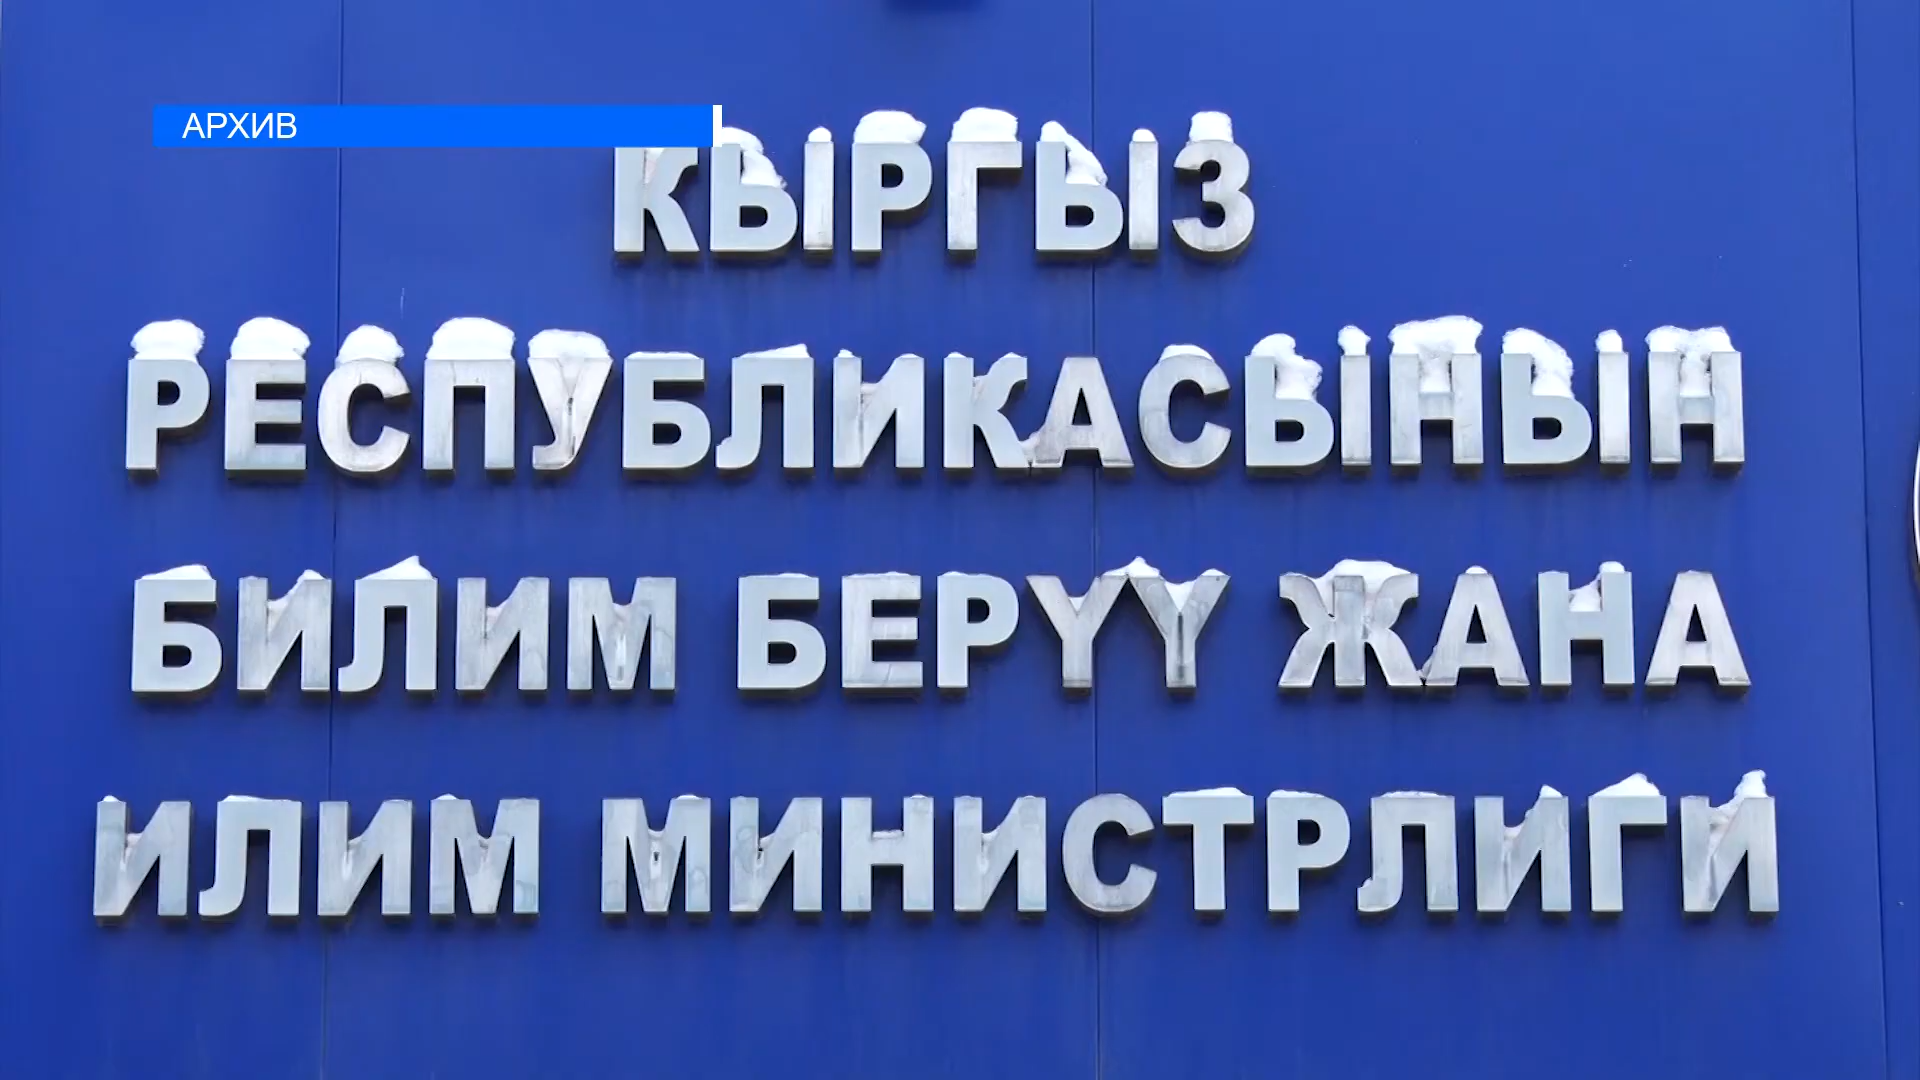 АРХИВ
КЫРГЫЗ
РЕСПУБЛИКАСЫНЫН
БИЛИМ БЕРҮҮ ЖАНА
ИЛИМ МИНИСТРЛИГИ